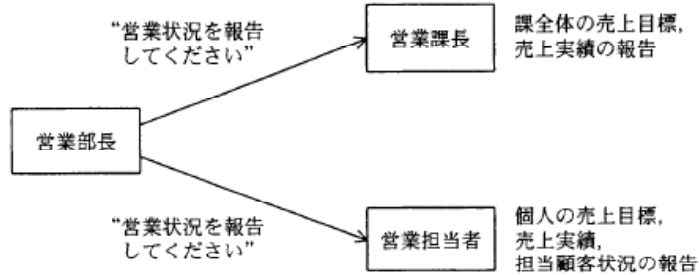 “営業状況を報告
してください”
営業課長
課全体の売上目標,
売上実績の報告
営業部長
“営業状況を報告
してください”
営業担当者
個人の売上目標,
売上実績,
担当顧客状況の報告